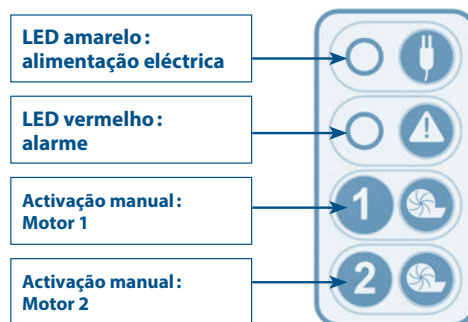 LED amarelo:
alimentação eléctrica
LED vermelho:
alarme
Activação manual:
Motor 1
1
Activação manual:
Motor 2
2